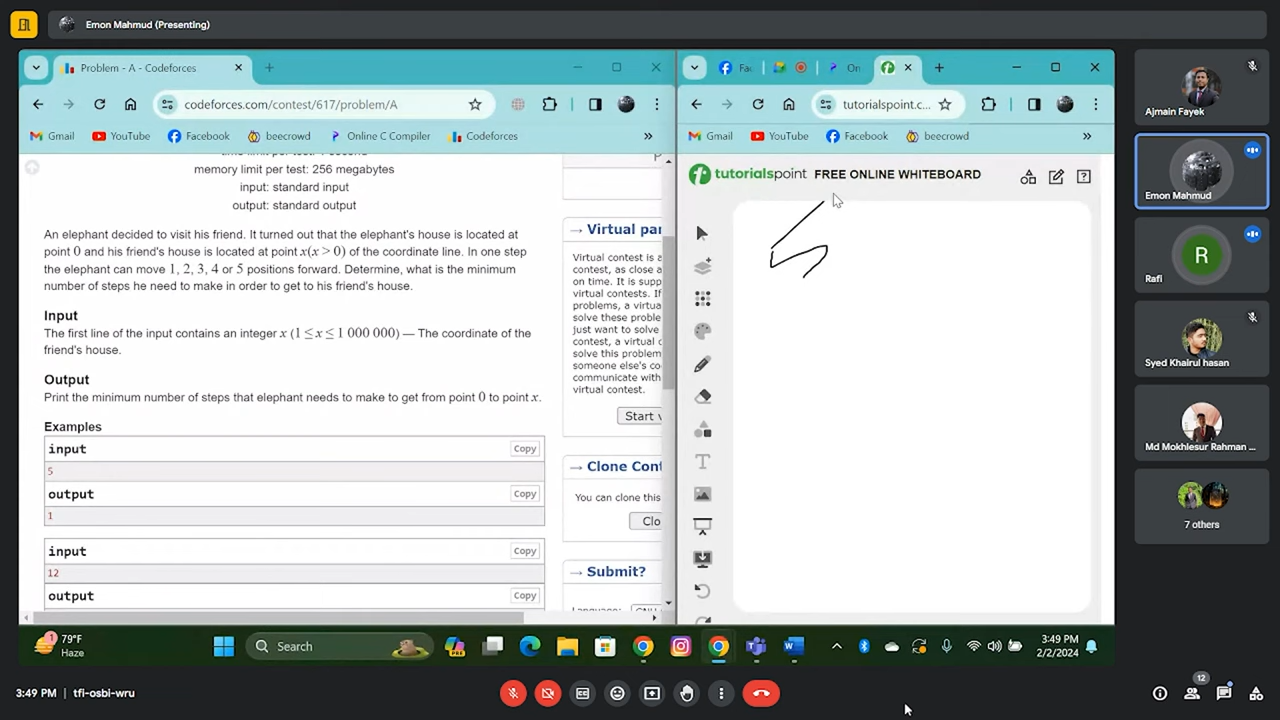 Emon Mahmud (Presenting)
Problem - A - Codeforces
codeforces.com/contest/617/problem/A
Gmail YouTube Facebook beecrowd Online C Compiler Codeforces »
memory limit per test: 256 megabytes
input: standard input
output: standard output
An elephant decided to visit his friend. It turned out that the elephant's house is located at
point 0 and his friend's house is located at point x(x > 0) of the coordinate line. In one step
the elephant can move 1, 2, 3, 4 or 5 positions forward. Determine, what is the minimum
number of steps he need to make in order to get to his friend's house.
Input
The first line of the input contains an integer x (1 ≤ x ≤ 1 000 000) — The coordinate of the
friend's house.
Output
Print the minimum number of steps that elephant needs to make to get from point 0 to point x.
Examples
input Copy
5
output Copy
1
input Copy
12
output Copy
→ Virtual par
Virtual contest is a
contest, as close a
on time. It is supp
virtual contests. If
problems, a virtua
solve these proble
just want to solve
contest, a virtual c
solve this problem
someone else's co
communicate with
virtual contest.
Start v
→ Clone Cont
You can clone this
Clo
→ Submit?
Fac On
tutorialspoint.c...
Gmail YouTube Facebook beecrowd »
tutorialspoint FREE ONLINE WHITEBOARD
5
Ajmain Fayek
Emon Mahmud
R
Rafi
Syed Khairul hasan
Md Mokhlesur Rahman ...
7 others
79°F
Haze
Search
3:49 PM
2/2/2024
3:49 PM | tfi-osbi-wru
12